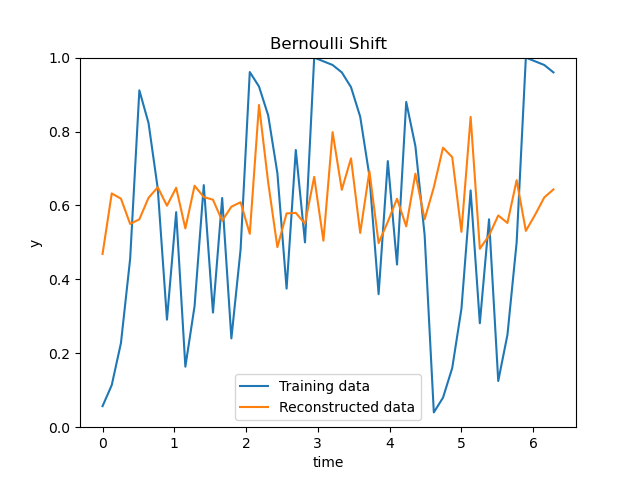 Bernoulli Shift
1.0
0.8
0.6
0.4
0.2
0.0
y
Training data
Reconstructed data
0 1 2 3 4 5 6
time